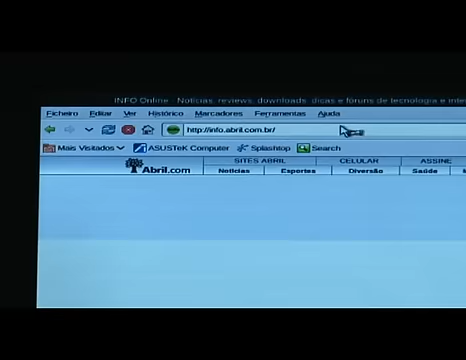 INFO Online - Notícias, reviews, downloads, dicas e fóruns de tecnologia e inte
Ficheiro Editar Ver Histórico Marcadores Ferramentas Ajuda
http://info.abril.com.br/
Mais Visitados ASUSTeK Computer Splashtop Search
Abril.com SITES ABRIL CELULAR ASSINE
Notícias Esportes Diversão Saúde